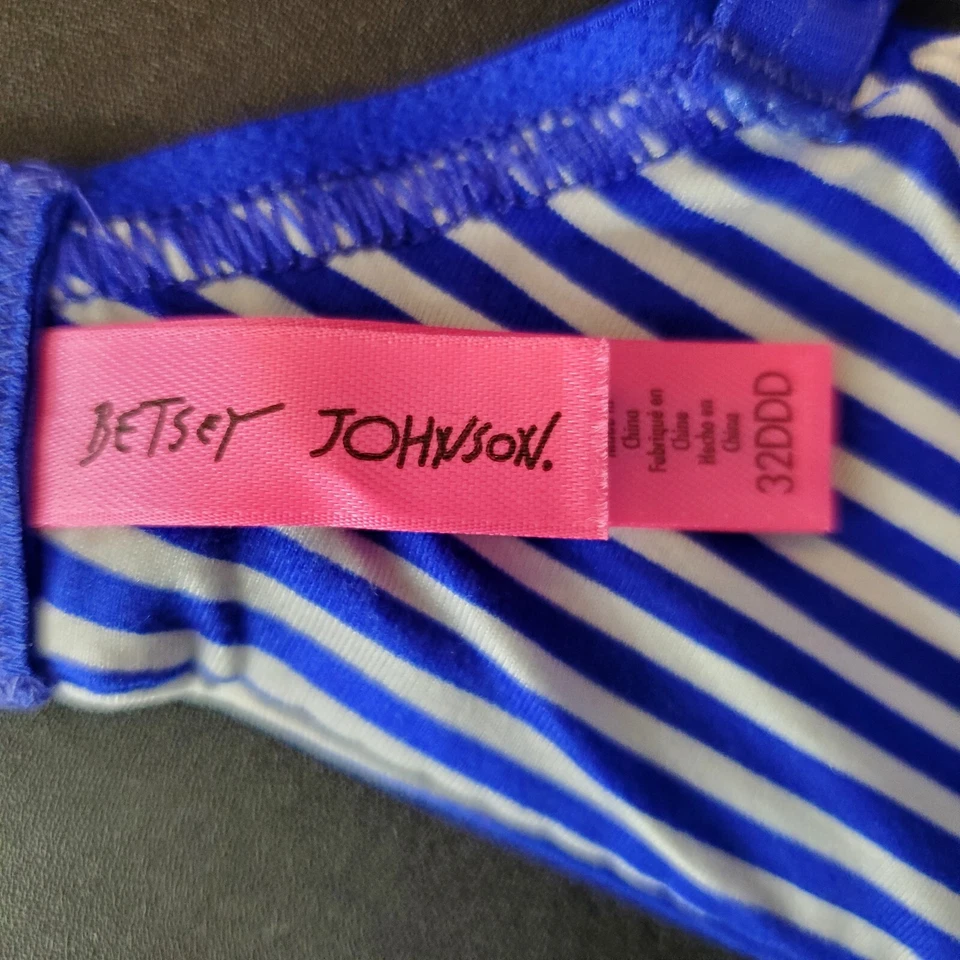 BETSEY JOHNSON.
China
Fabriqué en
Chine
Hecho en
China
32DDD